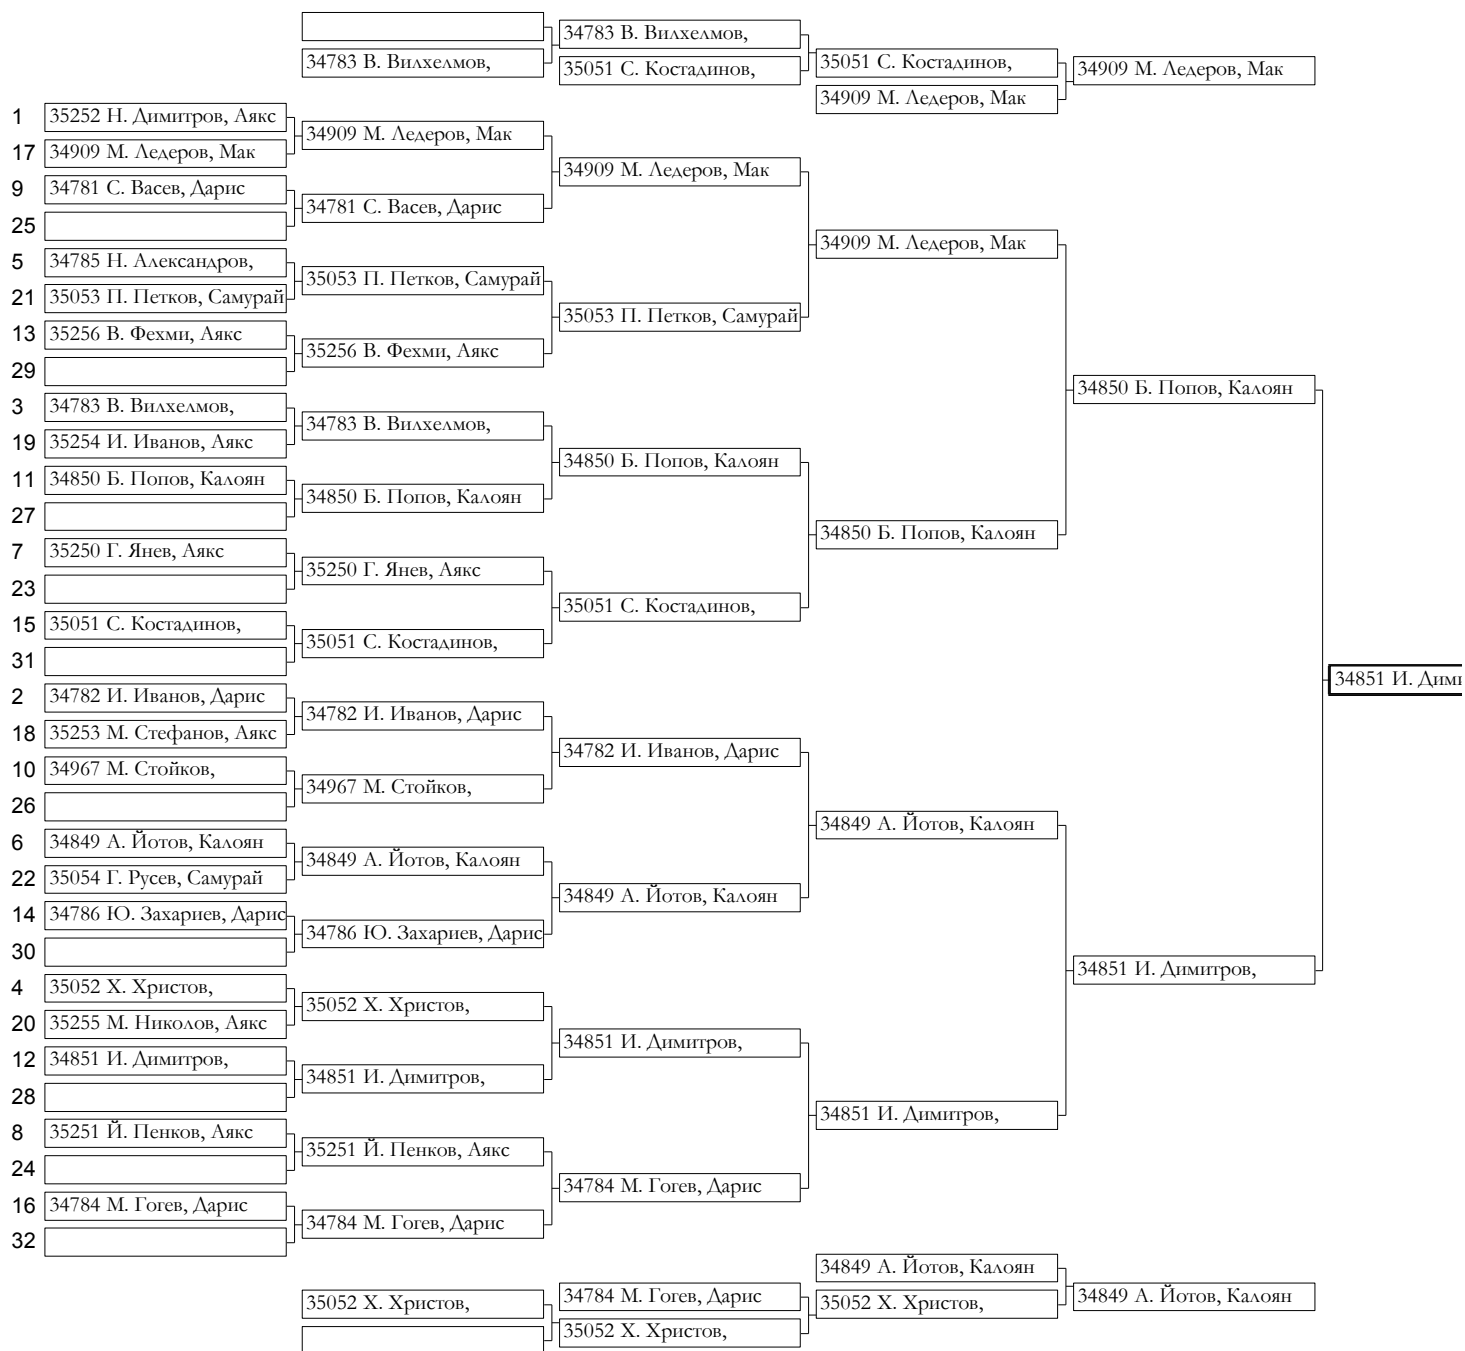 34783 В. Вилхелмов,
34783 В. Вилхелмов,
35051 С. Костадинов,
35051 С. Костадинов,
34909 М. Ледеров, Мак
34909 М. Ледеров, Мак
1 35252 Н. Димитров, Аякс
17 34909 М. Ледеров, Мак
9 34781 С. Васев, Дарис
25
5 34785 Н. Александров,
21 35053 П. Петков, Самурай
13 35256 В. Фехми, Аякс
29
3 34783 В. Вилхелмов,
19 35254 И. Иванов, Аякс
11 34850 Б. Попов, Калоян
27
7 35250 Г. Янев, Аякс
23
15 35051 С. Костадинов,
31
2 34782 И. Иванов, Дарис
18 35253 М. Стефанов, Аякс
10 34967 М. Стойков,
26
6 34849 А. Йотов, Калоян
22 35054 Г. Русев, Самурай
14 34786 Ю. Захариев, Дарис
30
4 35052 Х. Христов,
20 35255 М. Николов, Аякс
12 34851 И. Димитров,
28
8 35251 Й. Пенков, Аякс
24
16 34784 М. Гогев, Дарис
32
34909 М. Ледеров, Мак
34781 С. Васев, Дарис
35053 П. Петков, Самурай
35256 В. Фехми, Аякс
34783 В. Вилхелмов,
34850 Б. Попов, Калоян
35250 Г. Янев, Аякс
35051 С. Костадинов,
34782 И. Иванов, Дарис
34967 М. Стойков,
34849 А. Йотов, Калоян
34786 Ю. Захариев, Дарис
35052 Х. Христов,
34851 И. Димитров,
35251 Й. Пенков, Аякс
34784 М. Гогев, Дарис
34909 М. Ледеров, Мак
35053 П. Петков, Самурай
34850 Б. Попов, Калоян
35051 С. Костадинов,
34782 И. Иванов, Дарис
34849 А. Йотов, Калоян
34851 И. Димитров,
34784 М. Гогев, Дарис
34909 М. Ледеров, Мак
34850 Б. Попов, Калоян
34849 А. Йотов, Калоян
34851 И. Димитров,
34850 Б. Попов, Калоян
34851 И. Димитров,
34851 И.
35052 Х. Христов,
34784 М. Гогев, Дарис
35052 Х. Христов,
34849 А. Йотов, Калоян
35052 Х. Христов,
34849 А. Йотов, Калоян